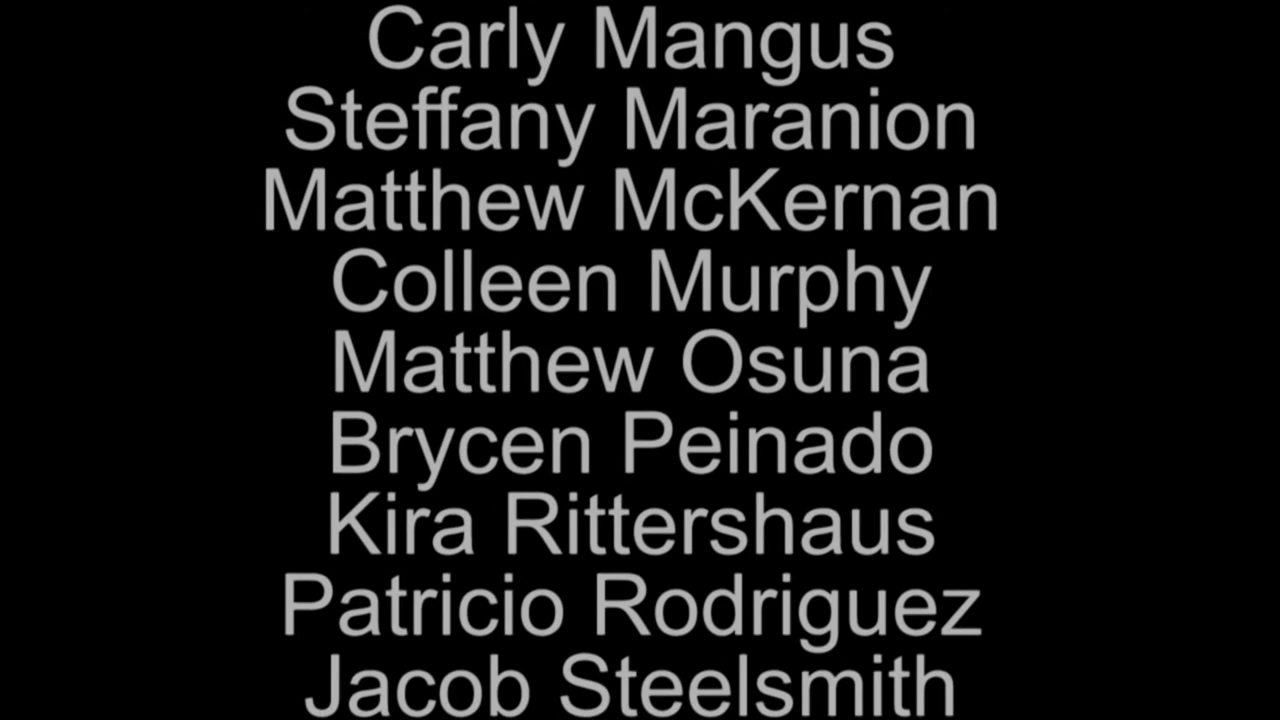 Carly Mangus
Steffany Maranion
Matthew McKernan
Colleen Murphy
Matthew Osuna
Brycen Peinado
Kira Rittershaus
Patricio Rodriguez
Jacob Steelsmith